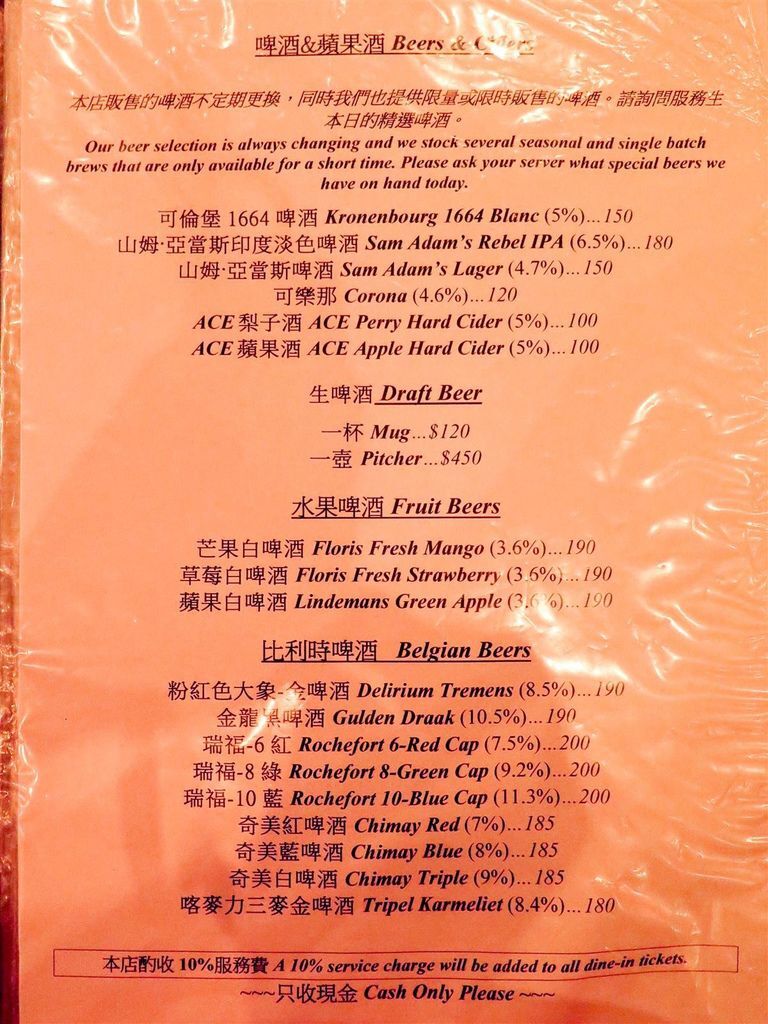 啤酒&蘋果酒 Beers & Ciders
本店販售的啤酒不定期更換，同時我們也提供限量或限時販售的啤酒。請詢問服務生
本日的精選啤酒。
Our beer selection is always changing and we stock several seasonal and single batch
brews that are only available for a short time. Please ask your server what special beers we
have on hand today.
可倫堡 1664 啤酒 Kronenbourg 1664 Blanc (5%)...150
山姆·亞當斯印度淡色啤酒 Sam Adam's Rebel IPA (6.5%)...180
山姆·亞當斯啤酒 Sam Adam's Lager (4.7%)...150
可樂那 Corona (4.6%)...120
ACE 梨子酒 ACE Perry Hard Cider (5%)...100
ACE 蘋果酒 ACE Apple Hard Cider (5%)...100
生啤酒 Draft Beer
一杯 Mug...$120
一壺 Pitcher...$450
水果啤酒 Fruit Beers
芒果白啤酒 Floris Fresh Mango (3.6%)...190
草莓白啤酒 Floris Fresh Strawberry (3.6%)...190
蘋果白啤酒 Lindemans Green Apple (3.6%)...190
比利時啤酒 Belgian Beers
粉紅色大象-金啤酒 Delirium Tremens (8.5%)...190
金龍黑啤酒 Gulden Draak (10.5%)...190
瑞福-6 紅 Rochefort 6-Red Cap (7.5%)...200
瑞福-8 綠 Rochefort 8-Green Cap (9.2%)...200
瑞福-10 藍 Rochefort 10-Blue Cap (11.3%)...200
奇美紅啤酒 Chimay Red (7%)...185
奇美藍啤酒 Chimay Blue (8%)...185
奇美白啤酒 Chimay Triple (9%)...185
喀麥力三麥金啤酒 Tripel Karmeliet (8.4%)...180
本店酌收 10%服務費 A 10% service charge will be added to all dine-in tickets.
~~~只收現金 Cash Only Please ~~~